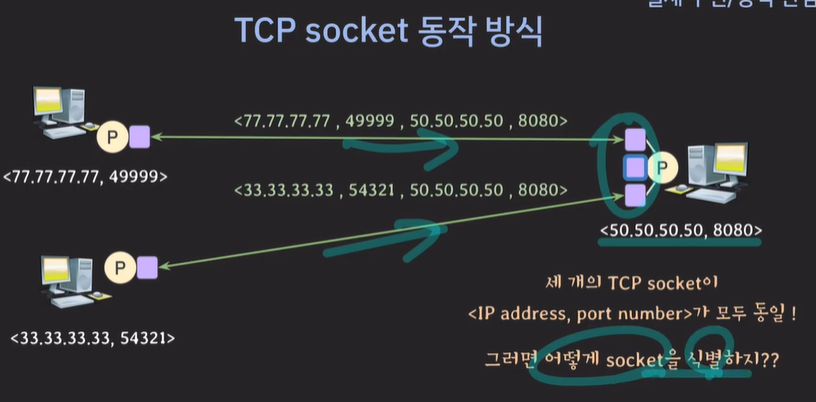 TCP socket 동작 방식
<77.77.77.77 , 49999 , 50.50.50.50 , 8080>
P
P
<77.77.77.77, 49999>
<33.33.33.33 , 54321 , 50.50.50.50 , 8080>
<50.50.50.50, 8080>
P
세 개의 TCP socket이
<IP address, port number>가 모두 동일 !
<33.33.33.33, 54321>
그러면 어떻게 socket을 식별하지??